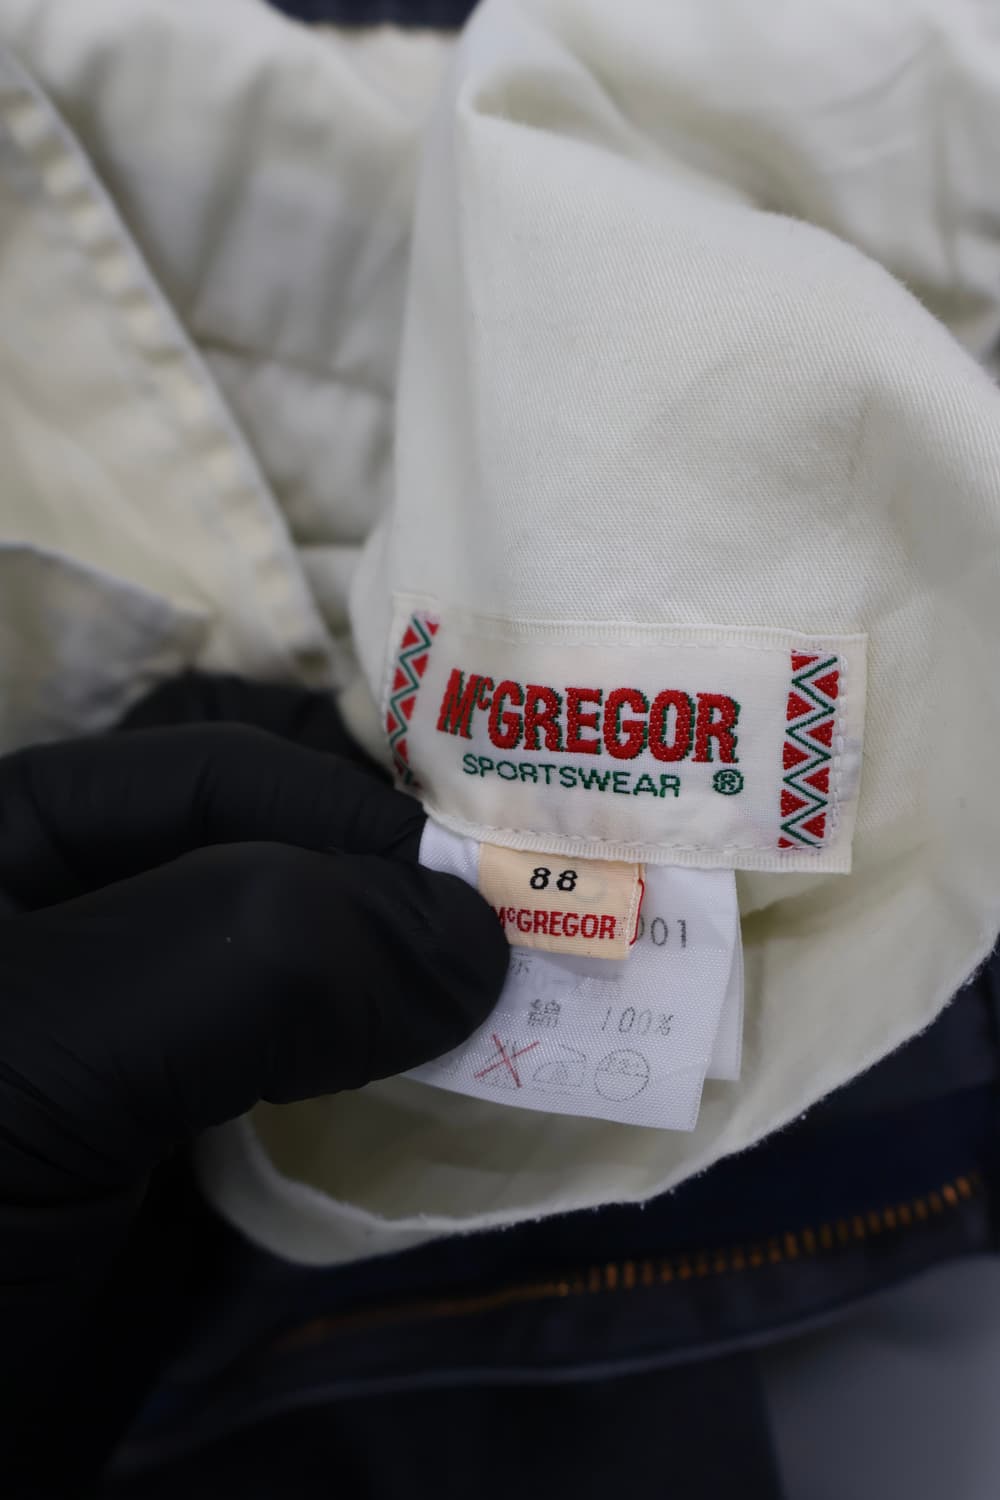 McGREGOR
SPORTSWEAR ®
88
McGREGOR
001
綿 100%